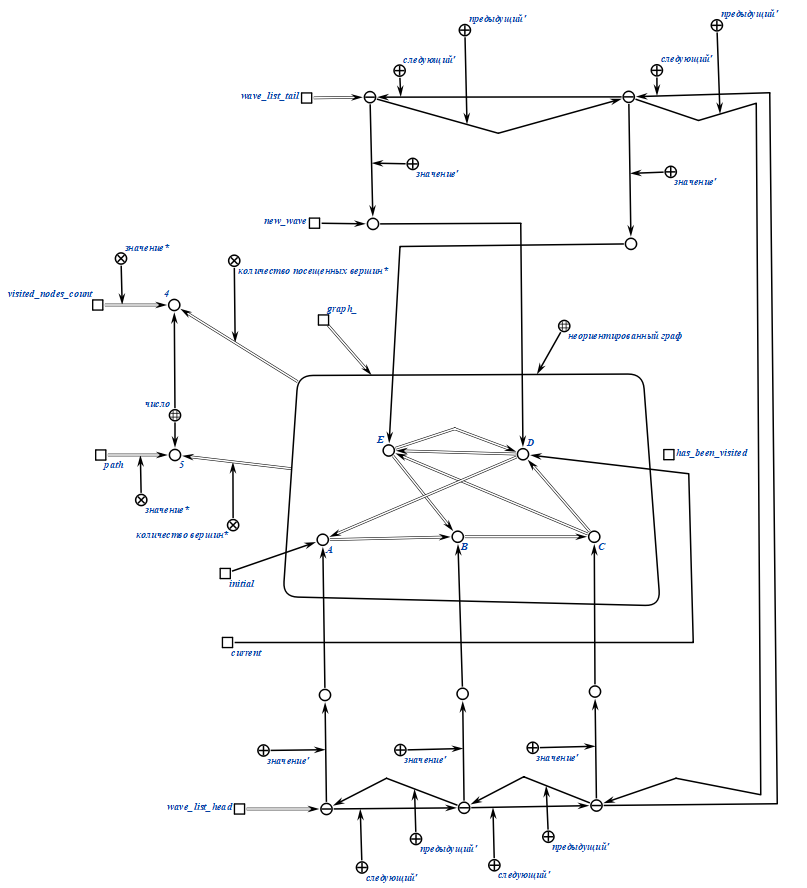 предыдущий'
предыдущий'
следующий'
следующий'
wave_list_tail
значение'
значение'
new_wave
значение*
количество посещенных вершин*
visited_nodes_count
4
graph_
неориентированный граф
число
E
D
has_been_visited
path
5
значение*
количество вершин*
A
B
C
initial
current
значение'
значение'
значение'
wave_list_head
предыдущий'
предыдущий'
следующий'
следующий'